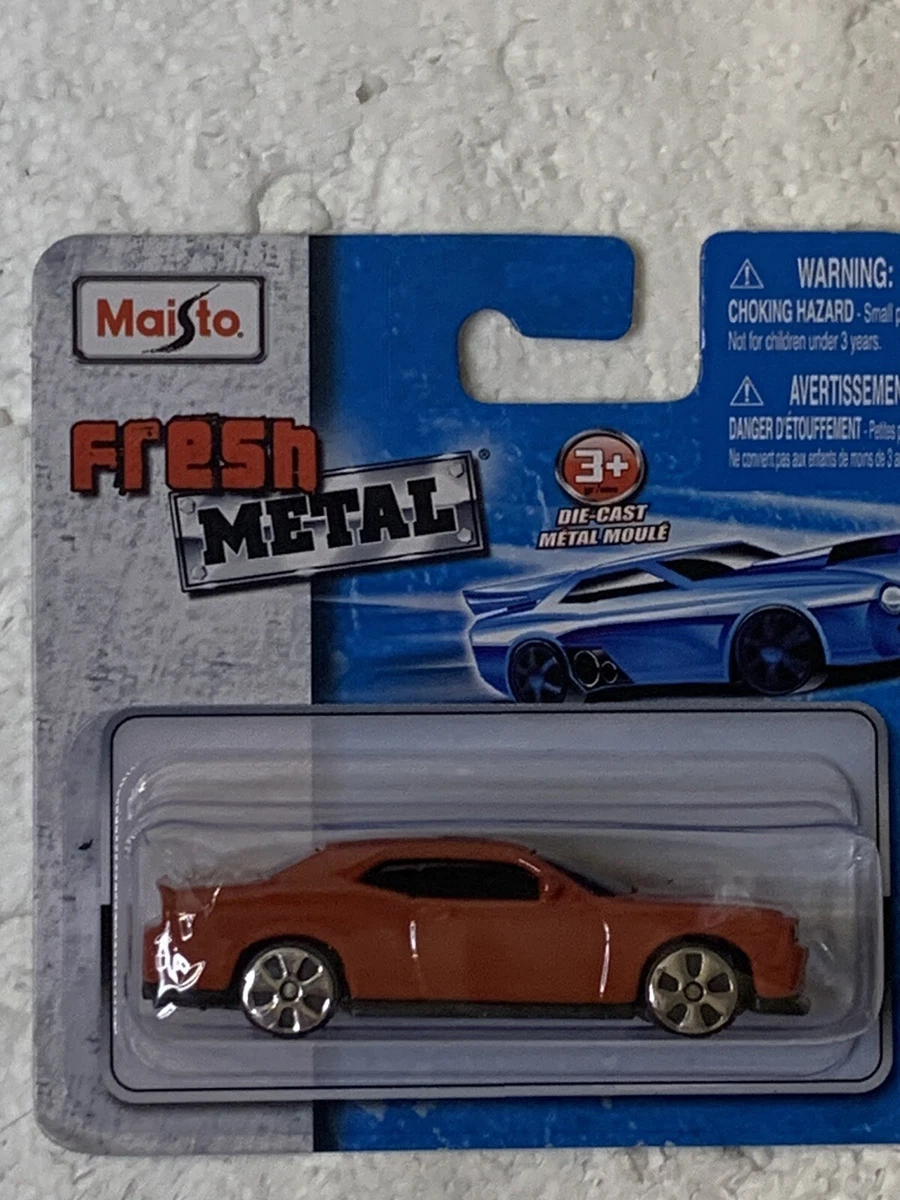 Maisto
Fresh
METAL®
3+
DIE-CAST
MÉTAL MOULÉ
WARNING:
CHOKING HAZARD - Small
Not for children under 3 years.
AVERTISSEMEN
DANGER D'ÉTOUFFEMENT - Petites
Ne convient pas aux enfants de moins de 3